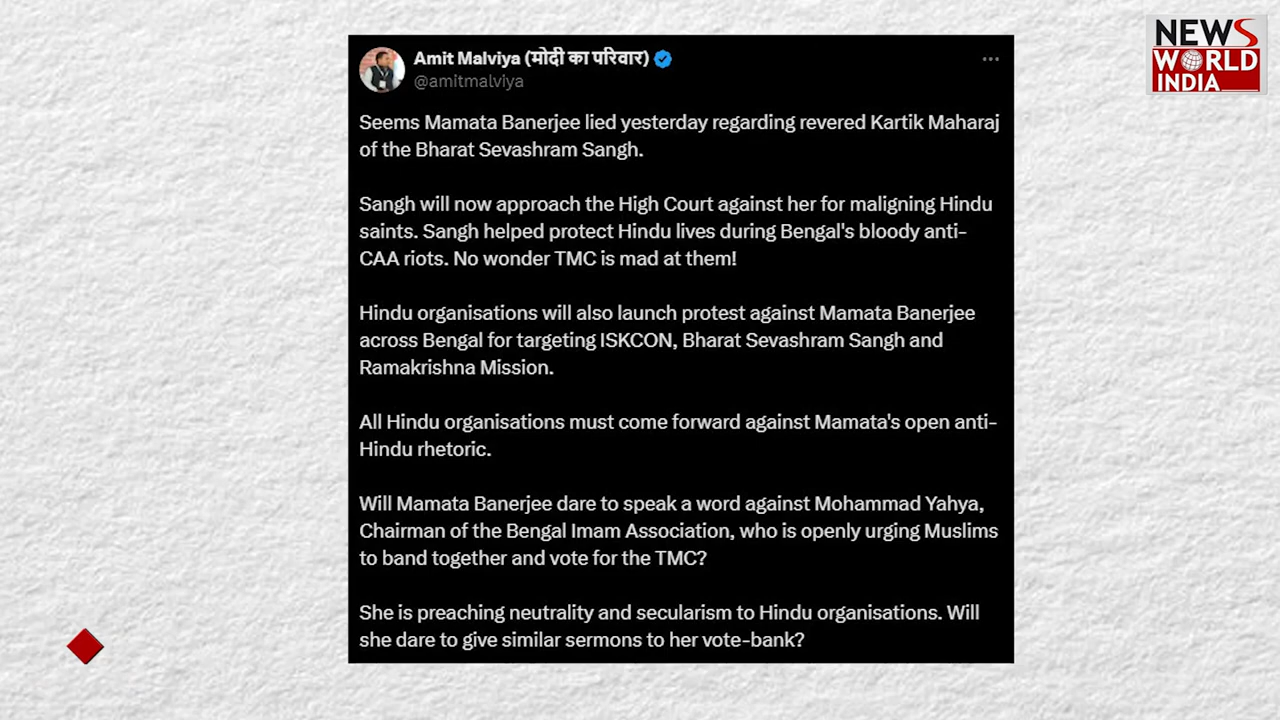 Amit Malviya (मोदी का परिवार)
@amitmalviya
NEWS
WORLD
INDIA
Seems Mamata Banerjee lied yesterday regarding revered Kartik Maharaj
of the Bharat Sevashram Sangh.
Sangh will now approach the High Court against her for maligning Hindu
saints. Sangh helped protect Hindu lives during Bengal's bloody anti-
CAA riots. No wonder TMC is mad at them!
Hindu organisations will also launch protest against Mamata Banerjee
across Bengal for targeting ISKCON, Bharat Sevashram Sangh and
Ramakrishna Mission.
All Hindu organisations must come forward against Mamata's open anti-
Hindu rhetoric.
Will Mamata Banerjee dare to speak a word against Mohammad Yahya,
Chairman of the Bengal Imam Association, who is openly urging Muslims
to band together and vote for the TMC?
She is preaching neutrality and secularism to Hindu organisations. Will
she dare to give similar sermons to her vote-bank?